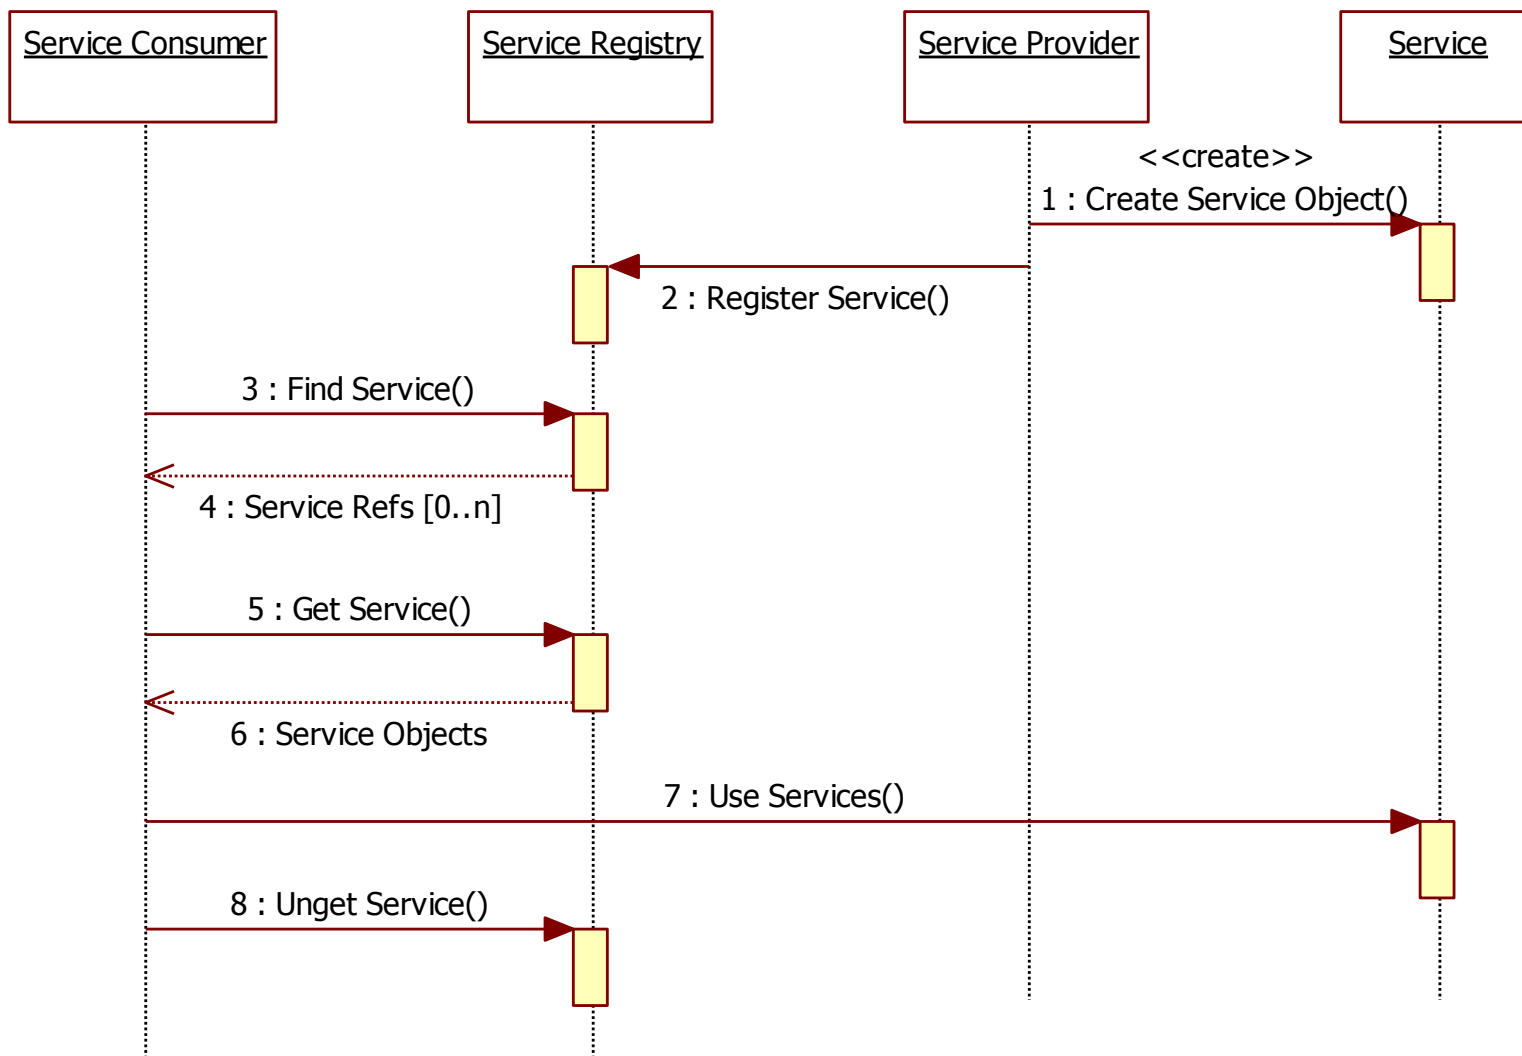 Service Consumer
Service Registry
Service Provider
Service
<<create>>
1 : Create Service Object()
2 : Register Service()
3 : Find Service()
4 : Service Refs [0..n]
5 : Get Service()
6 : Service Objects
7 : Use Services()
8 : Unget Service()